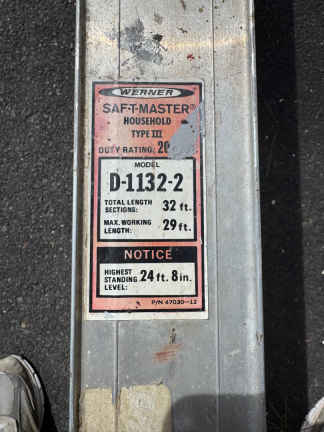 WERNER
SAF-T-MASTER®
HOUSEHOLD
TYPE III
DUTY RATING: 20
MODEL
D-1132-2
TOTAL LENGTH SECTIONS: 32 ft.
MAX. WORKING LENGTH: 29 ft.
NOTICE
HIGHEST STANDING LEVEL: 24 ft. 8 in.
P/N 47030-12